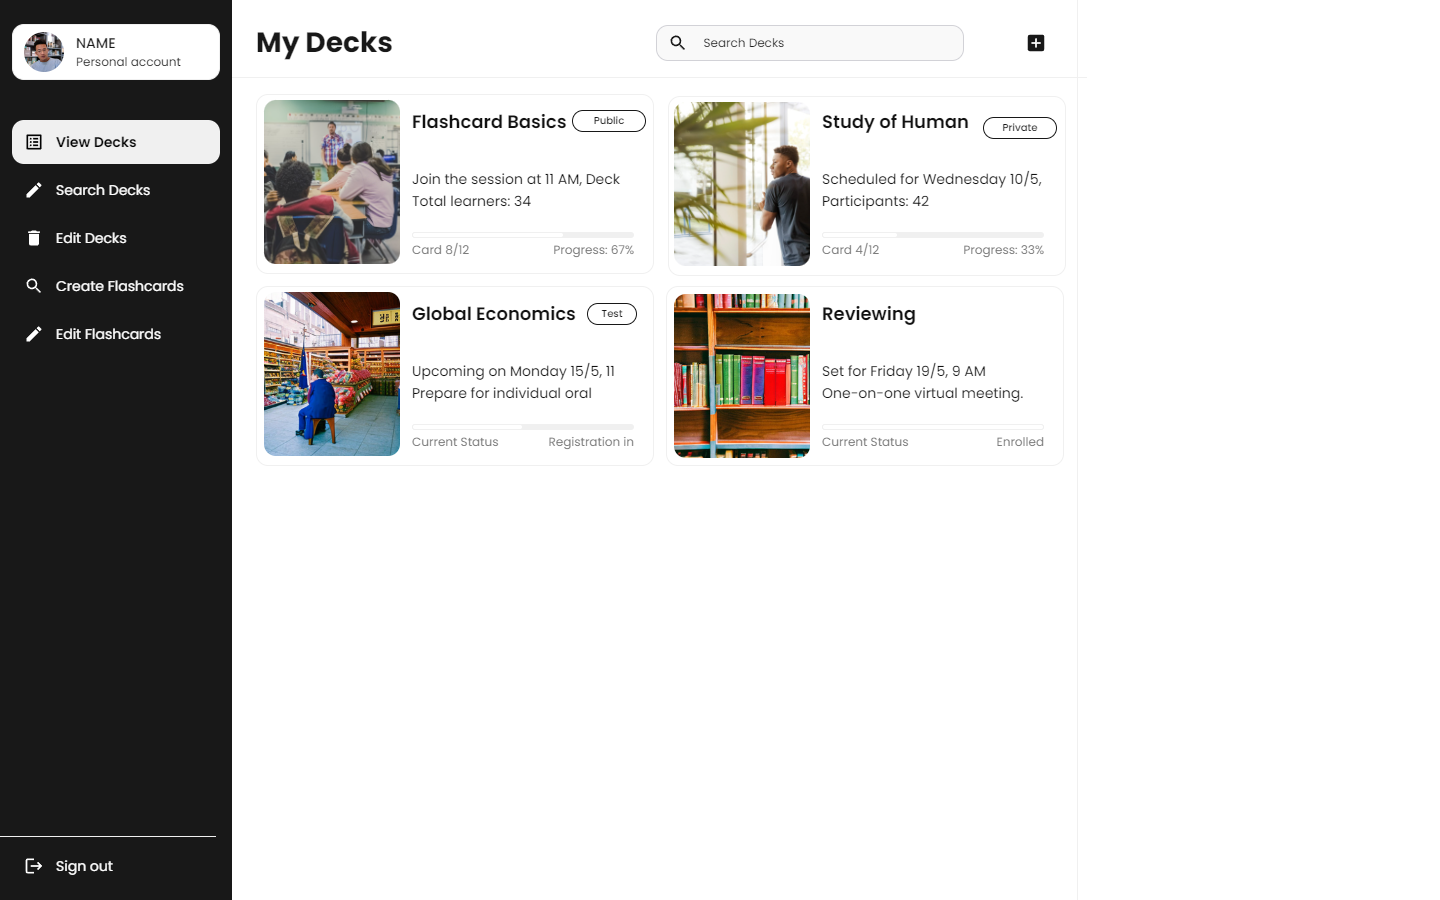 NAME
Personal account
View Decks
Search Decks
Edit Decks
Create Flashcards
Edit Flashcards
Sign out
My Decks
Search Decks
Flashcard Basics
Public
Join the session at 11 AM, Deck
Total learners: 34
Card 8/12
Progress: 67%
Study of Human
Private
Scheduled for Wednesday 10/5,
Participants: 42
Card 4/12
Progress: 33%
Global Economics
Test
Upcoming on Monday 15/5, 11
Prepare for individual oral
Current Status
Registration in
Reviewing
Set for Friday 19/5, 9 AM
One-on-one virtual meeting.
Current Status
Enrolled